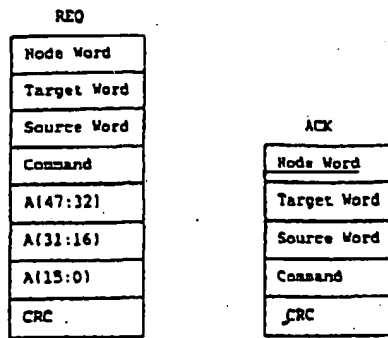 REQ
Node Word
Target Word
Source Word
Command
A(47:32)
A(31:16)
A(15:0)
CRC
ACK
Node Word
Target Word
Source Word
Command
CRC